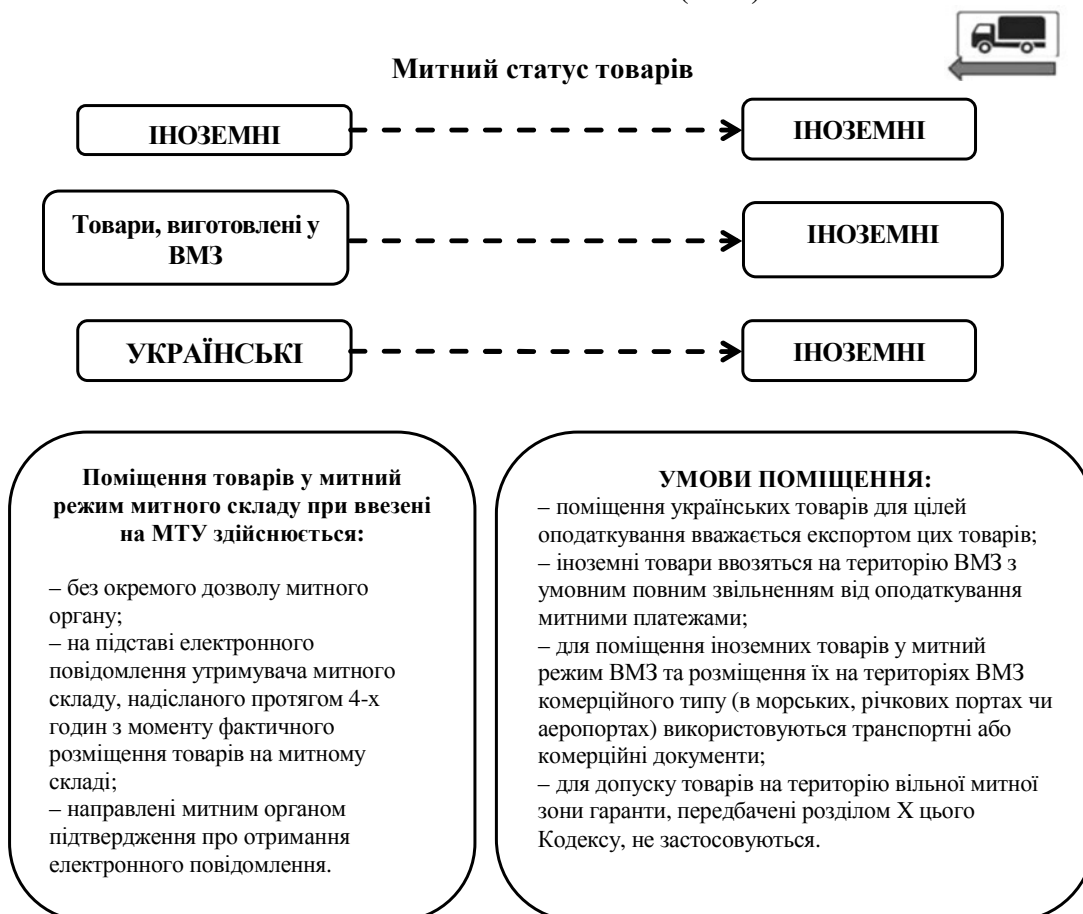 Митний статус товарів
ІНОЗЕМНІ
ІНОЗЕМНІ
Товари, виготовлені у
ВМЗ
ІНОЗЕМНІ
УКРАЇНСЬКІ
ІНОЗЕМНІ
Поміщення товарів у митний
режим митного складу при ввезені
на МТУ здійснюється:
– без окремого дозволу митного
органу;
– на підставі електронного
повідомлення утримувача митного
складу, надісланого протягом 4-х
годин з моменту фактичного
розміщення товарів на митному
складі;
– направлені митним органом
підтвердження про отримання
електронного повідомлення.
УМОВИ ПОМІЩЕННЯ:
– поміщення українських товарів для цілей
оподаткування вважається експортом цих товарів;
– іноземні товари ввозяться на територію ВМЗ з
умовним повним звільненням від оподаткування
митними платежами;
– для поміщення іноземних товарів у митний
режим ВМЗ та розміщення їх на територіях ВМЗ
комерційного типу (в морських, річкових портах чи
аеропортах) використовуються транспортні або
комерційні документи;
– для допуску товарів на територію вільної митної
зони гаранти, передбачені розділом X цього
Кодексу, не застосовуються.